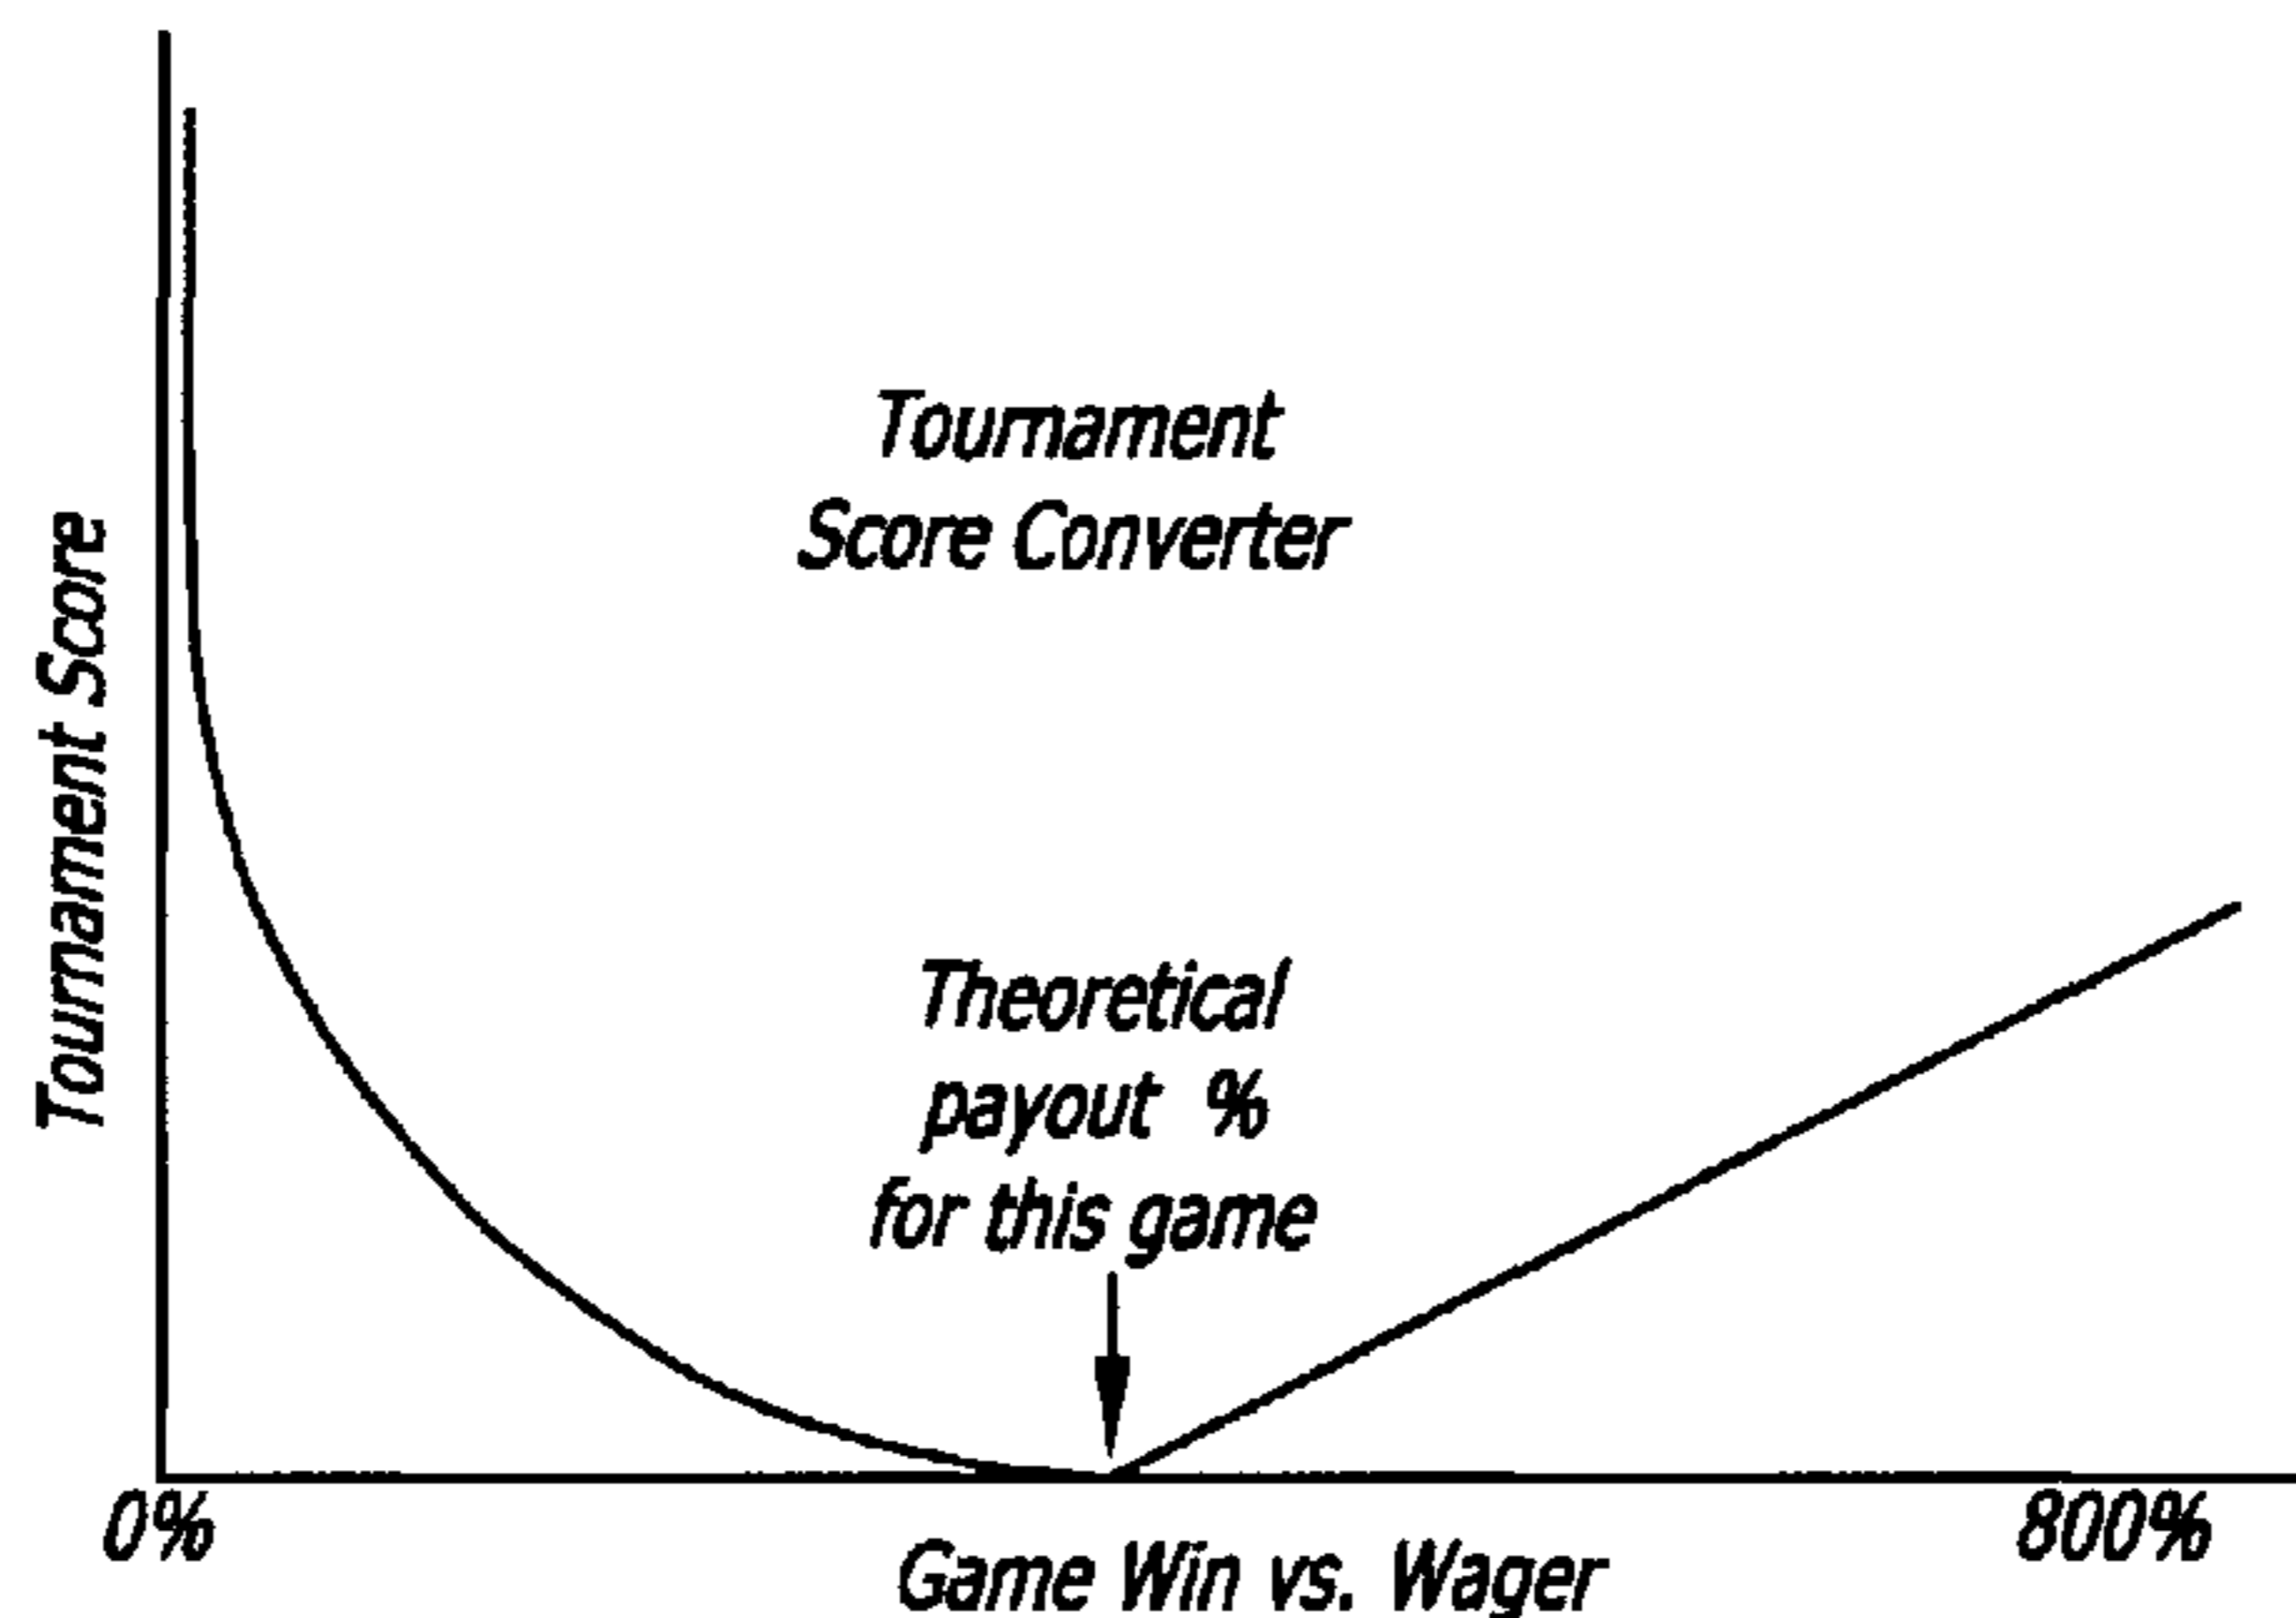 Tournament
Score Converter
Tournament Score
Theoretical
payout %
for this game
0%
800%
Game Win vs. Wager